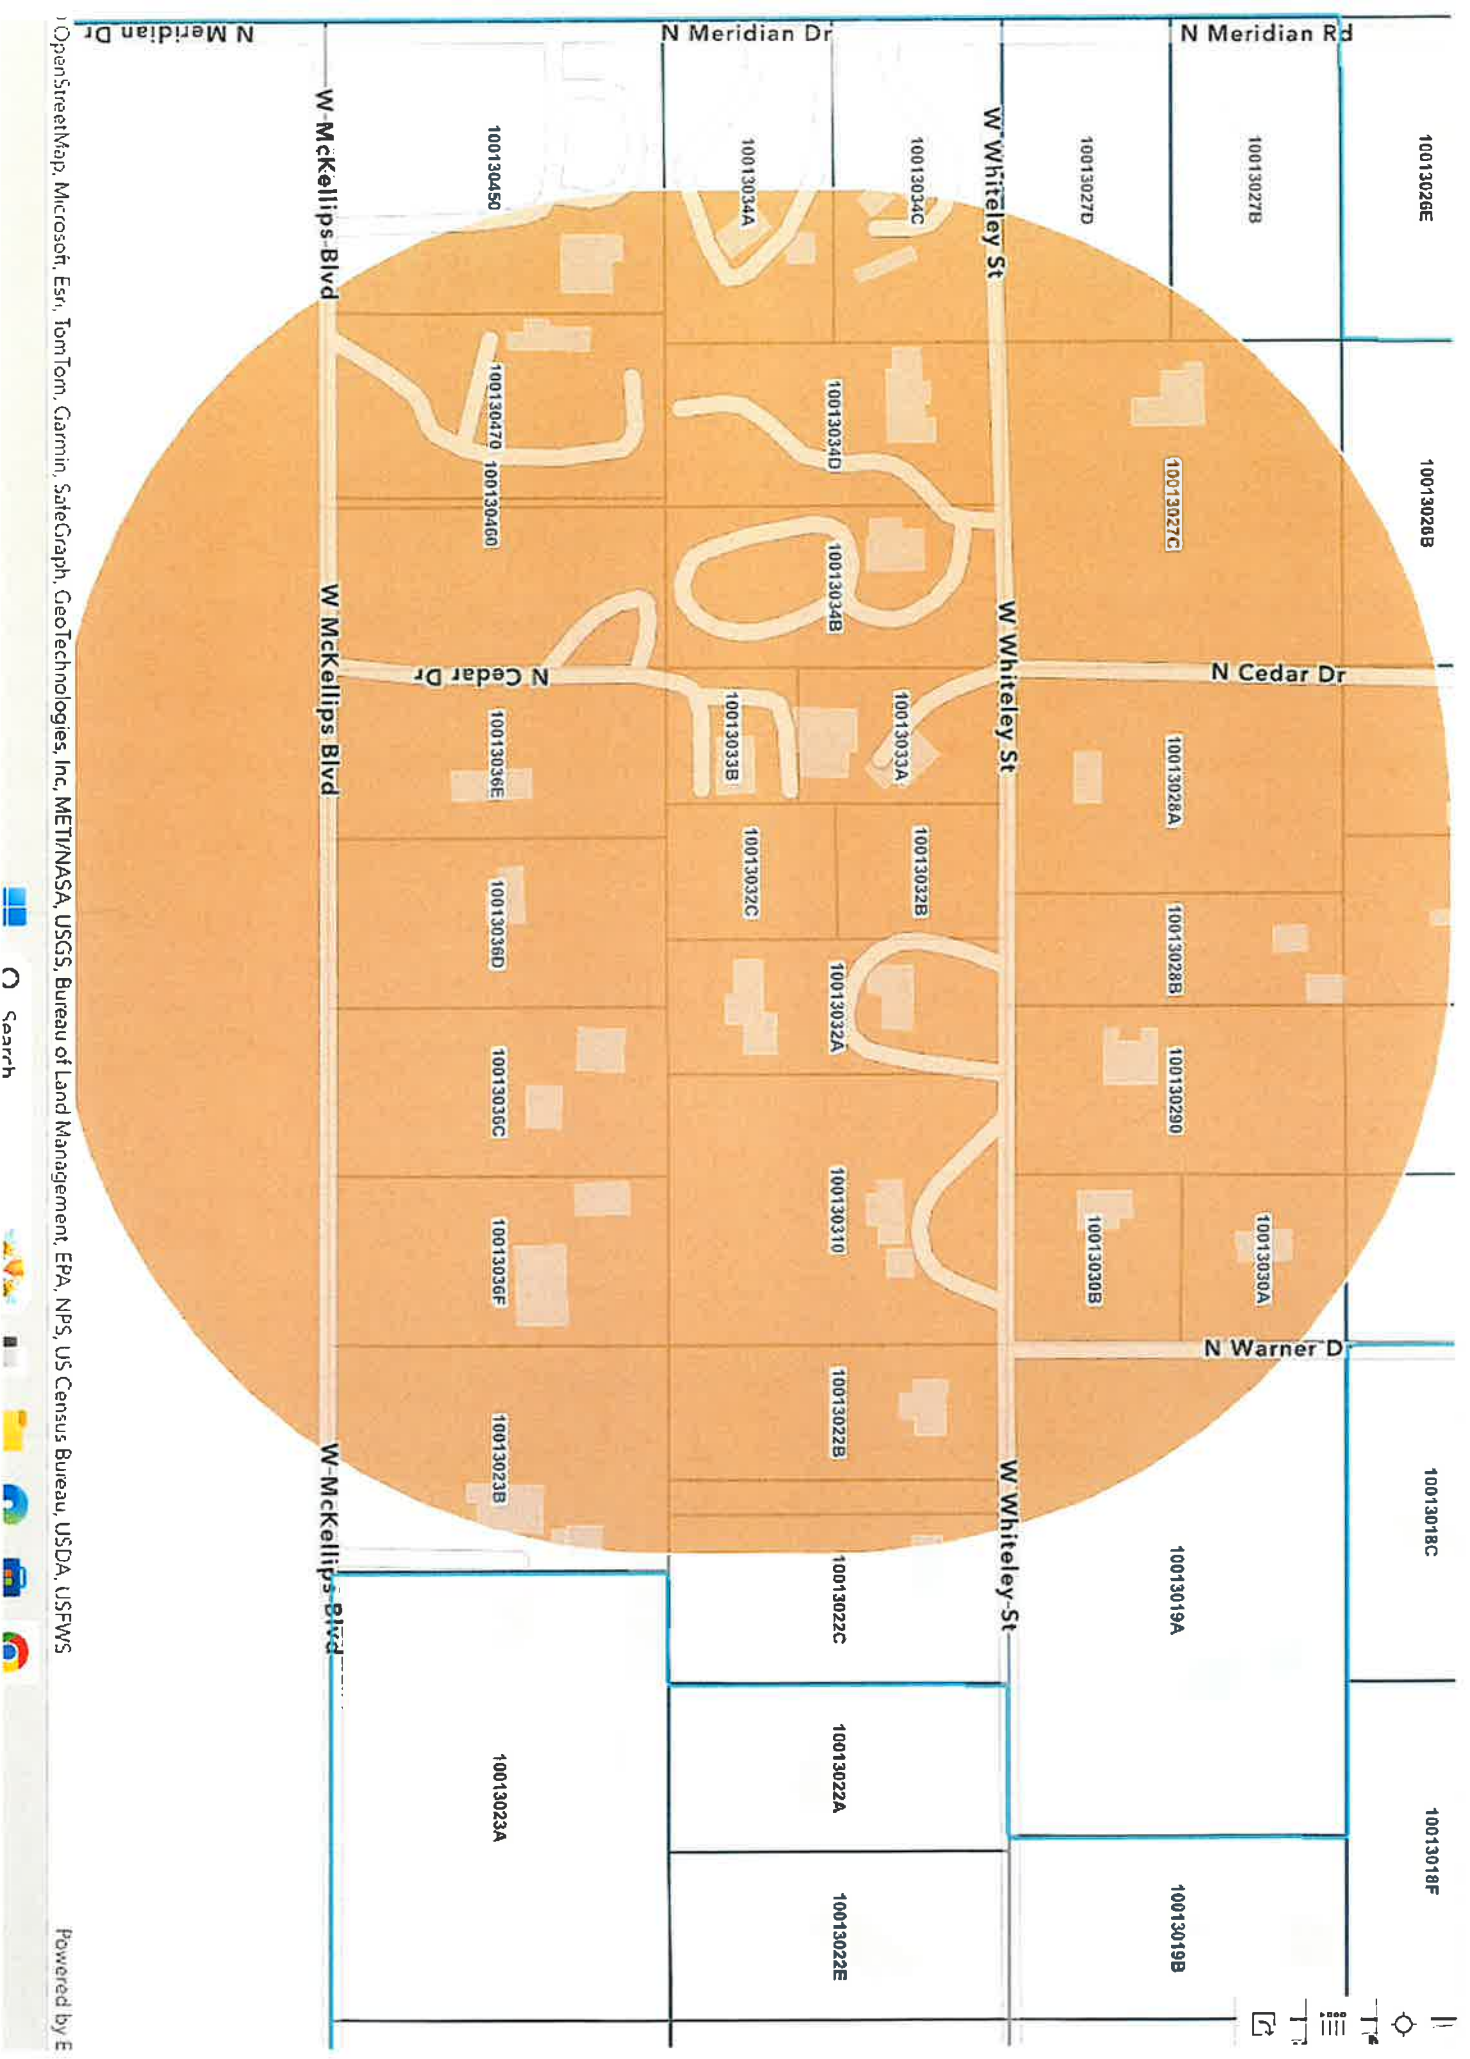 N Meridian Dr
N Meridian Dr
N Meridian Rd
W McKellips Blvd
100130450
10013034A
10013034C
W Whiteley St
10013027D
10013027B
10013026E
100130470
100130460
10013034D
10013034B
10013027C
10013026B
W McKellips Blvd
N Cedar Dr
W Whiteley St
N Cedar Dr
10013036E
10013033B
10013033A
10013028A
10013036D
10013032C
10013032B
10013028B
10013036C
10013032A
100130290
10013036F
100130310
10013030B
10013030A
N Warner D
W McKellips Blvd
10013023B
10013022B
W Whiteley St
10013022C
10013019A
10013018C
10013023A
10013022A
10013022E
10013019B
10013018F
OpenStreetMap, Microsoft, Esri, TomTom, Garmin, SafeGraph, GeoTechnologies, Inc, METI/NASA, USGS, Bureau of Land Management, EPA, NPS, US Census Bureau, USDA, USFWS
Powered by E
Search